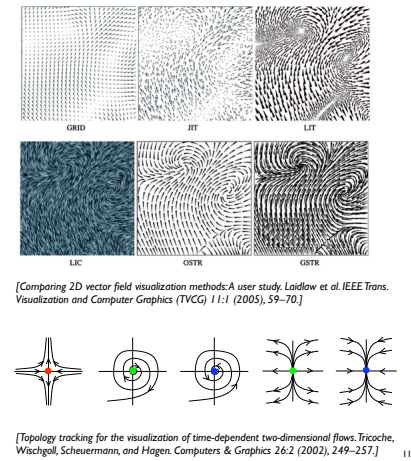 GRID JIT LIT
LIC OSTR GSTR
[Comparing 2D vector field visualization methods: A user study. Laidlaw et al. IEEE Trans.
Visualization and Computer Graphics (TVCG) 11:1 (2005), 59–70.]
[Topology tracking for the visualization of time-dependent two-dimensional flows. Tricoche,
Wischgoll, Scheuermann, and Hagen. Computers & Graphics 26:2 (2002), 249–257.]